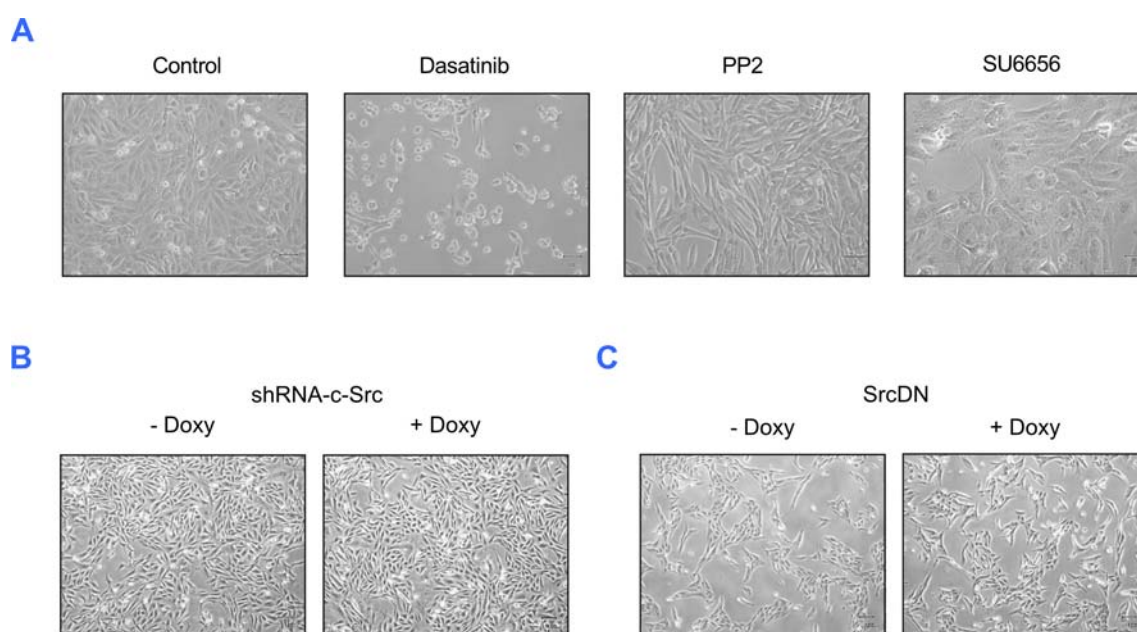 A
Control Dasatinib PP2 SU6656
B
shRNA-c-Src
- Doxy + Doxy
C
SrcDN
- Doxy + Doxy